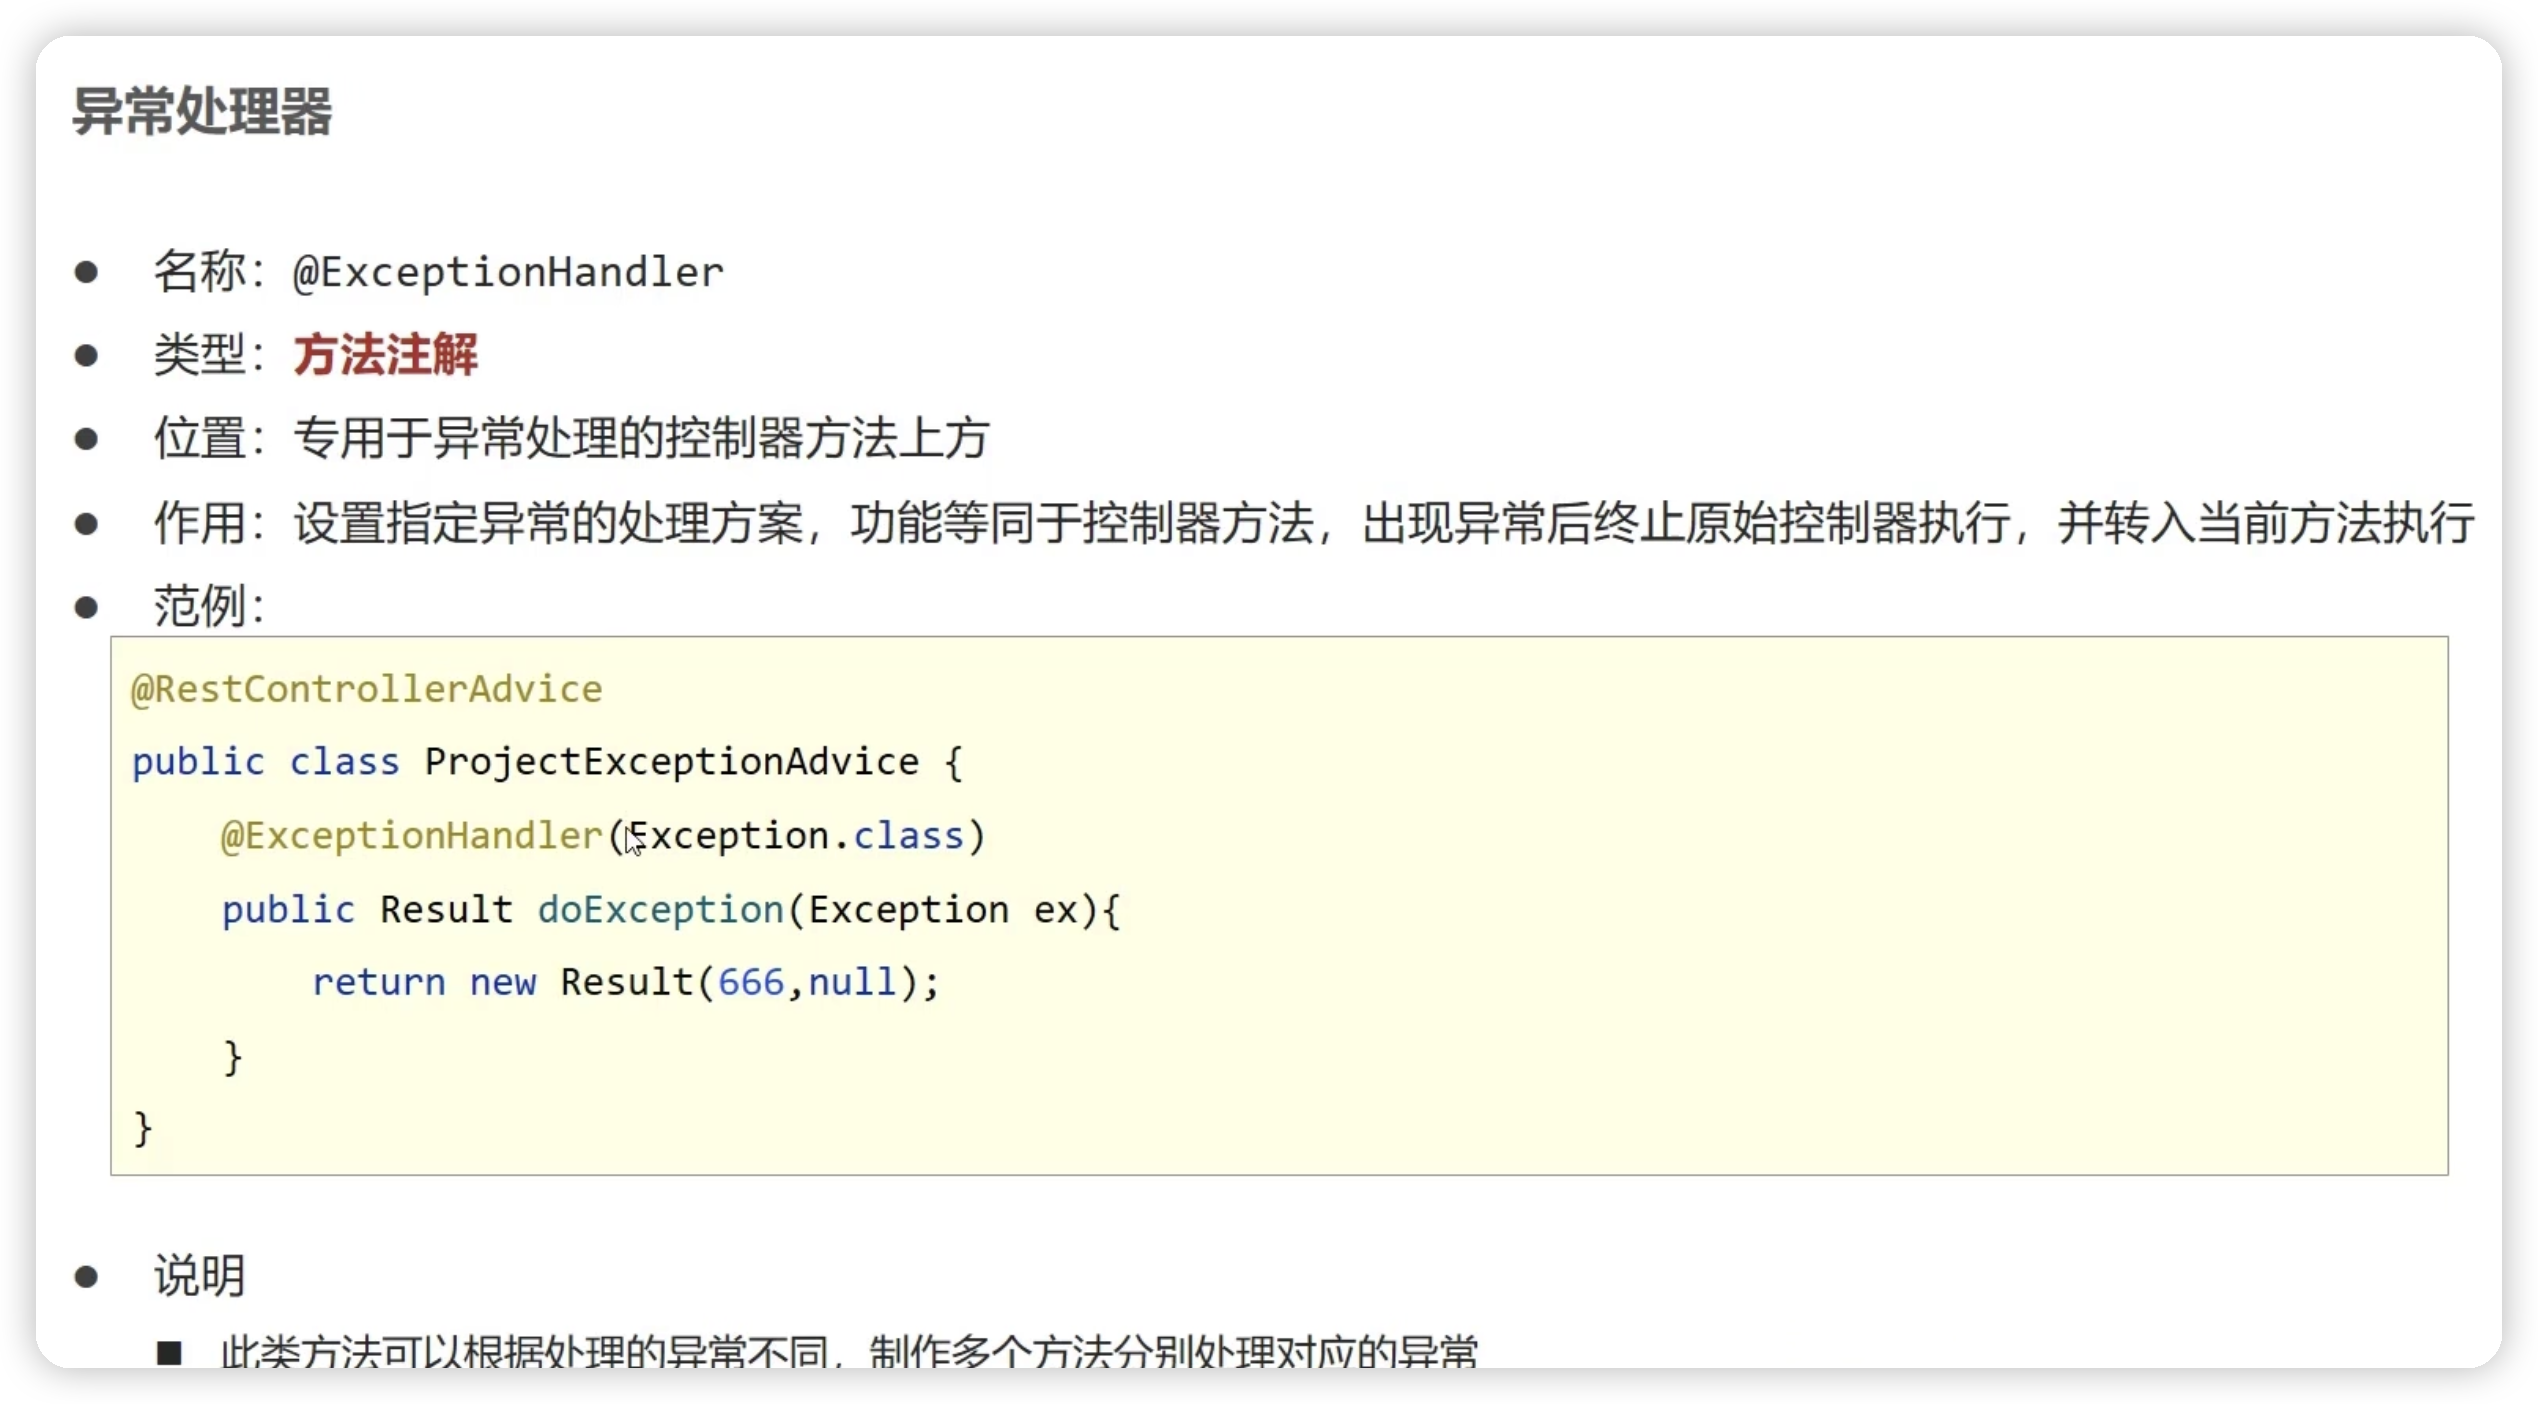 异常处理器
● 名称：@ExceptionHandler
● 类型：方法注解
● 位置：专用于异常处理的控制器方法上方
● 作用：设置指定异常的处理方案，功能等同于控制器方法，出现异常后终止原始控制器执行，并转入当前方法执行
● 范例：
@RestControllerAdvice
public class ProjectExceptionAdvice {
    @ExceptionHandler(Exception.class)
    public Result doException(Exception ex){
        return new Result(666,null);
    }
}
● 说明
■ 此类方法可以根据处理的异常不同，制作多个方法分别处理对应的异常